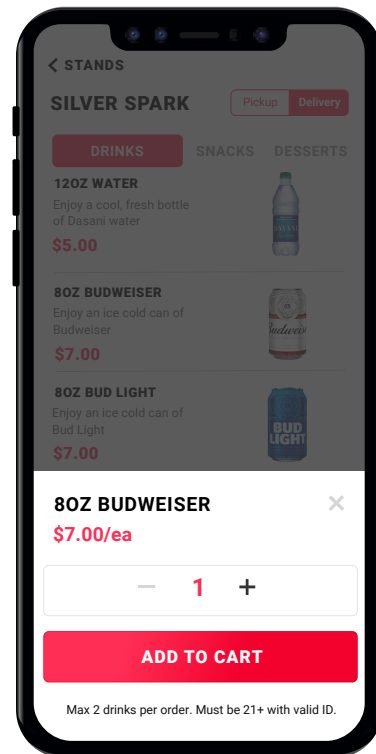 STANDS
SILVER SPARK
Pickup Delivery
DRINKS SNACKS DESSERTS
12OZ WATER
Enjoy a cool, fresh bottle
of Dasani water
$5.00
DASANI
8OZ BUDWEISER
Enjoy an ice cold can of
Budweiser
$7.00
Budweiser
8OZ BUD LIGHT
Enjoy an ice cold can of
Bud Light
$7.00
BUD
LIGHT
8OZ BUDWEISER
$7.00/ea
1
ADD TO CART
Max 2 drinks per order. Must be 21+ with valid ID.